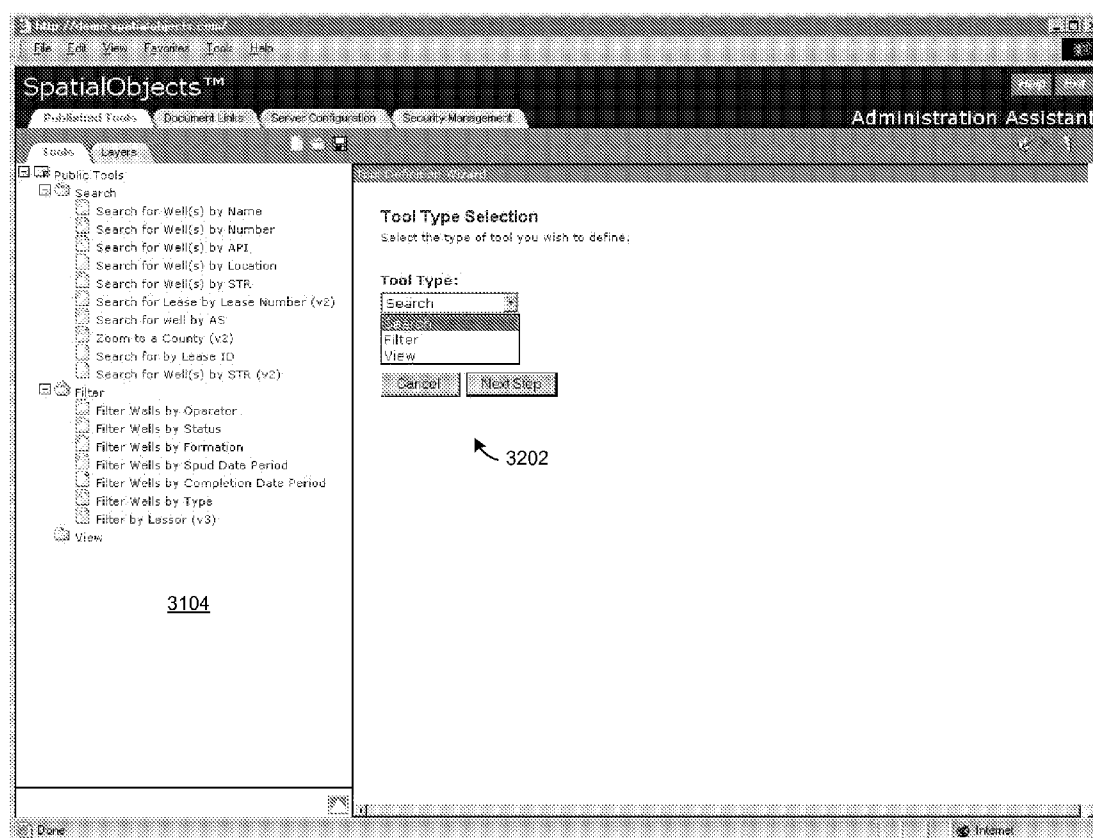 http://demo.spatialobjects.com/
File Edit View Favorites Tools Help
SpatialObjects™
Published Tools Document Links Server Configuration Security Management
Administration Assistant
Tools Layers
Public Tools
Search
Search for Well(s) by Name
Search for Well(s) by Number
Search for Well(s) by API
Search for Well(s) by Location
Search for Well(s) by STR
Search for Lease by Lease Number (v2)
Search for well by AS
Zoom to a County (v2)
Search for by Lease ID
Search for Well(s) by STR (v2)
Filter
Filter Wells by Operator
Filter Wells by Status
Filter Wells by Formation
Filter Wells by Spud Date Period
Filter Wells by Completion Date Period
Filter Wells by Type
Filter by Lessor (v3)
View
3104
Tool Definition Wizard
Tool Type Selection
Select the type of tool you wish to define.
Tool Type:
Search
Search
Filter
View
Cancel Next Step
3202
Done
Internet